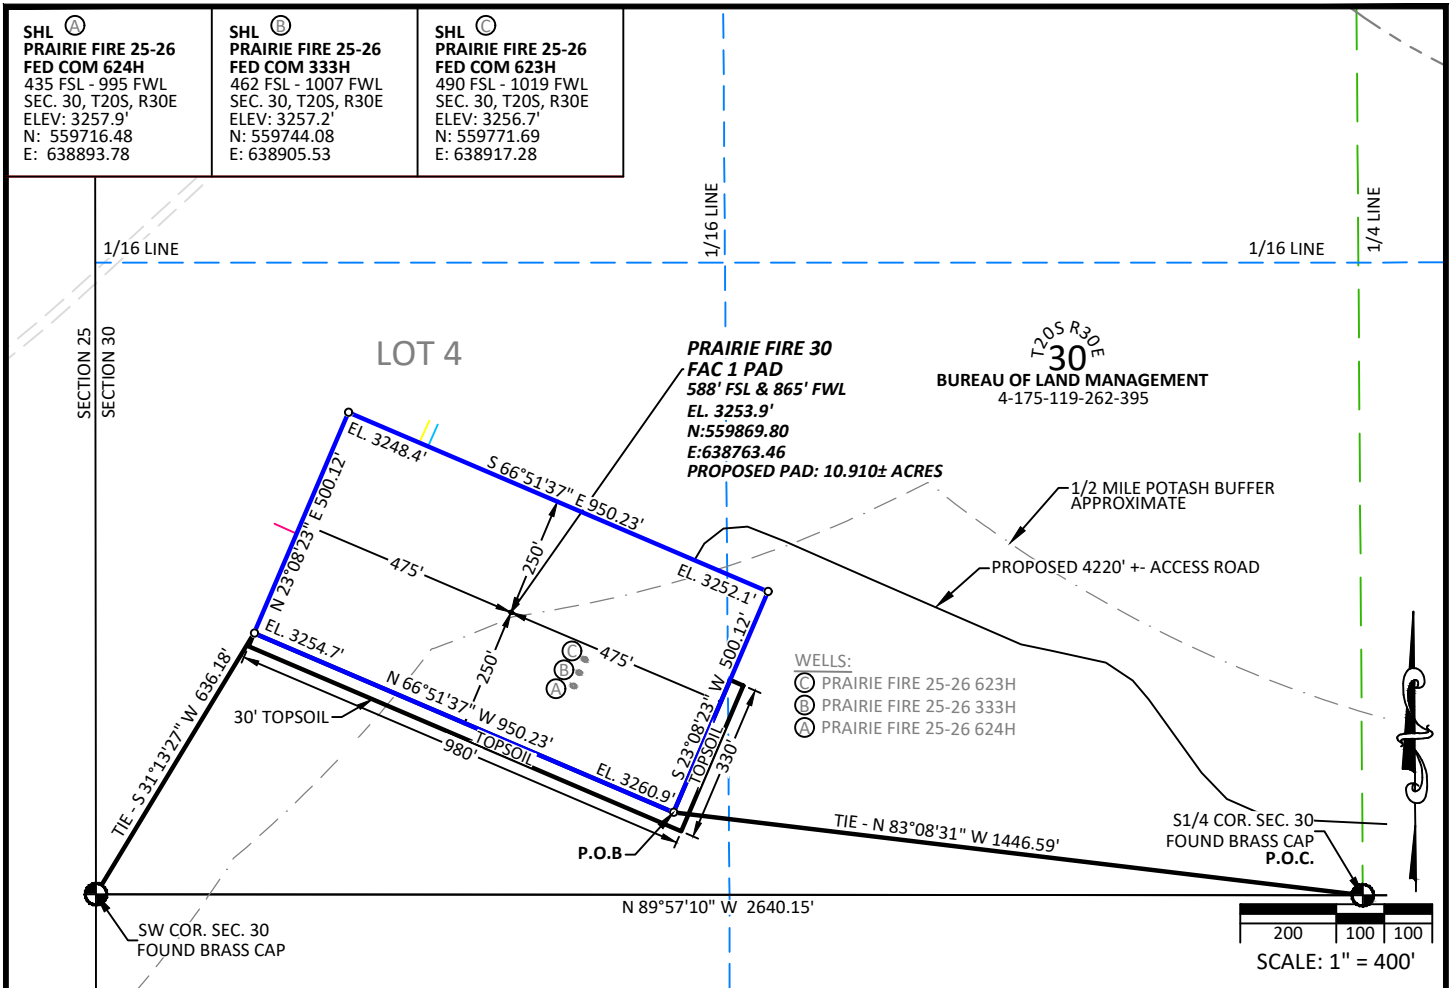 SHL A
PRAIRIE FIRE 25-26
FED COM 624H
435 FSL - 995 FWL
SEC. 30, T20S, R30E
ELEV: 3257.9'
N: 559716.48
E: 638893.78
SHL B
PRAIRIE FIRE 25-26
FED COM 333H
462 FSL - 1007 FWL
SEC. 30, T20S, R30E
ELEV: 3257.2'
N: 559744.08
E: 638905.53
SHL C
PRAIRIE FIRE 25-26
FED COM 623H
490 FSL - 1019 FWL
SEC. 30, T20S, R30E
ELEV: 3256.7'
N: 559771.69
E: 638917.28
1/16 LINE
1/16 LINE
1/16 LINE
1/4 LINE
SECTION 25
SECTION 30
LOT 4
PRAIRIE FIRE 30
FAC 1 PAD
588' FSL & 865' FWL
EL. 3253.9'
N:559869.80
E:638763.46
PROPOSED PAD: 10.910± ACRES
T20S R30E
30
BUREAU OF LAND MANAGEMENT
4-175-119-262-395
EL. 3248.4'
S 66°51'37" E 950.23'
N 23°08'23" E 500.12'
475'
250'
EL. 3252.1'
1/2 MILE POTASH BUFFER
APPROXIMATE
PROPOSED 4220' +- ACCESS ROAD
EL. 3254.7'
250'
475'
C
B
A
S 23°08'23" W 500.12'
WELLS:
C PRAIRIE FIRE 25-26 623H
B PRAIRIE FIRE 25-26 333H
A PRAIRIE FIRE 25-26 624H
N 66°51'37" W 950.23'
30' TOPSOIL
TOPSOIL
980'
EL. 3260.9'
TOPSOIL
330'
TIE - S 31°13'27" W 636.18'
P.O.B
TIE - N 83°08'31" W 1446.59'
S1/4 COR. SEC. 30
FOUND BRASS CAP
P.O.C.
N 89°57'10" W 2640.15'
SW COR. SEC. 30
FOUND BRASS CAP
200 100 100
SCALE: 1" = 400'